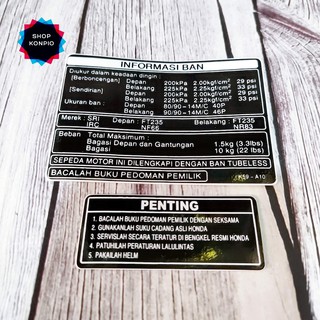 SHOP
KONPIO
INFORMASI BAN
Diukur dalam keadaan dingin :
[Berboncengan] Depan 200kPa 2.00kgf/cm² 29 psi
Belakang 225kPa 2.25kgf/cm² 33 psi
[Sendirian] Depan 200kPa 2.00kgf/cm² 29 psi
Belakang 225kPa 2.25kgf/cm² 33 psi
Ukuran ban : Depan 80/90-14M/C 40P
Belakang 90/90-14M/C 46P
Merek : SRI Depan : FT235 Belakang : FT235
IRC NF66 NR83
Beban Total Maksimum :
Bagasi Depan dan Gantungan 1.5kg (3.3lbs)
Bagasi 10 kg (22 lbs)
SEPEDA MOTOR INI DILENGKAPI DENGAN BAN TUBELESS
BACALAH BUKU PEDOMAN PEMILIK
PENTING
1. BACALAH BUKU PEDOMAN PEMILIK DENGAN SEKSAMA
2. GUNAKANLAH SUKU CADANG ASLI HONDA
3. SERVISLAH SECARA TERATUR DI BENGKEL RESMI HONDA
4. PATUHILAH PERATURAN LALULINTAS
5. PAKAILAH HELM